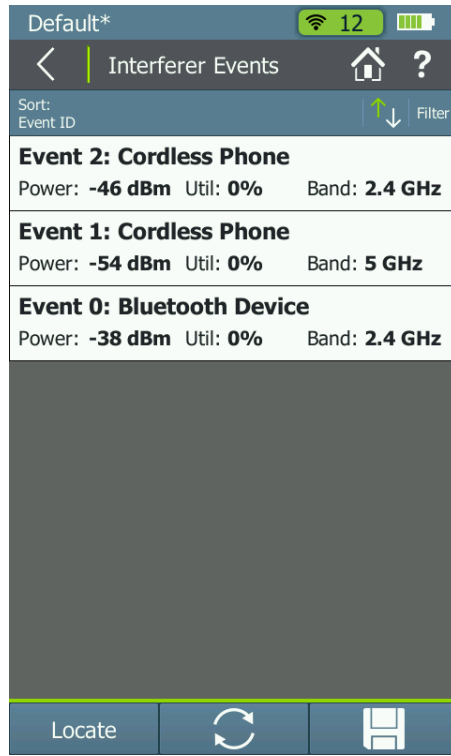 Default*
12
Interferer Events
?
Sort:
Event ID
Filter
Event 2: Cordless Phone
Power: -46 dBm Util: 0% Band: 2.4 GHz
Event 1: Cordless Phone
Power: -54 dBm Util: 0% Band: 5 GHz
Event 0: Bluetooth Device
Power: -38 dBm Util: 0% Band: 2.4 GHz
Locate